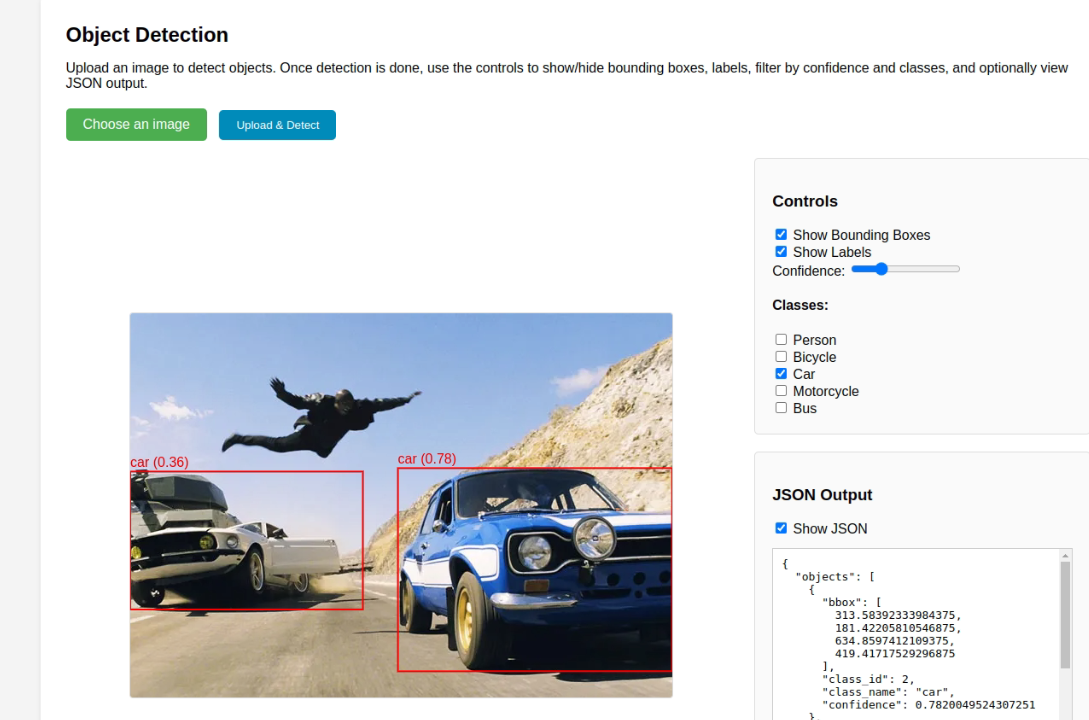 Object Detection
Upload an image to detect objects. Once detection is done, use the controls to show/hide bounding boxes, labels, filter by confidence and classes, and optionally view
JSON output.
Choose an image
Upload & Detect
car (0.36)
car (0.78)
Controls
Show Bounding Boxes
Show Labels
Confidence:
Classes:
Person
Bicycle
Car
Motorcycle
Bus
JSON Output
Show JSON
{
"objects": [
{
"bbox": [
313.58392333984375,
181.42205810546875,
634.8597412109375,
419.41717529296875
],
"class_id": 2,
"class_name": "car",
"confidence": 0.7820049524307251
},